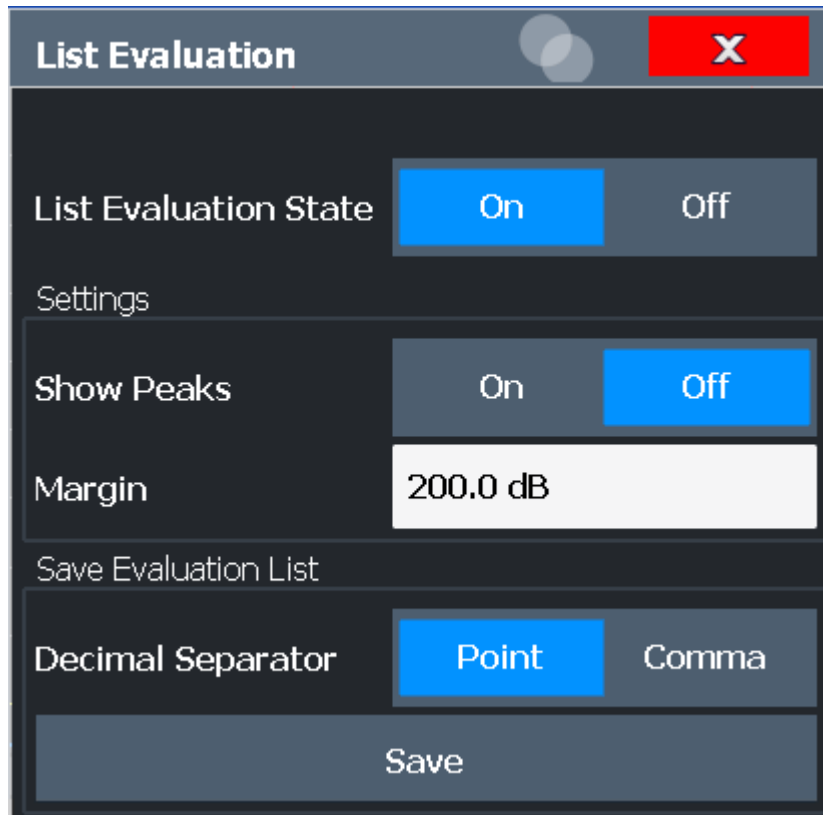 List Evaluation X
List Evaluation State On Off
Settings
Show Peaks On Off
Margin 200.0 dB
Save Evaluation List
Decimal Separator Point Comma
Save